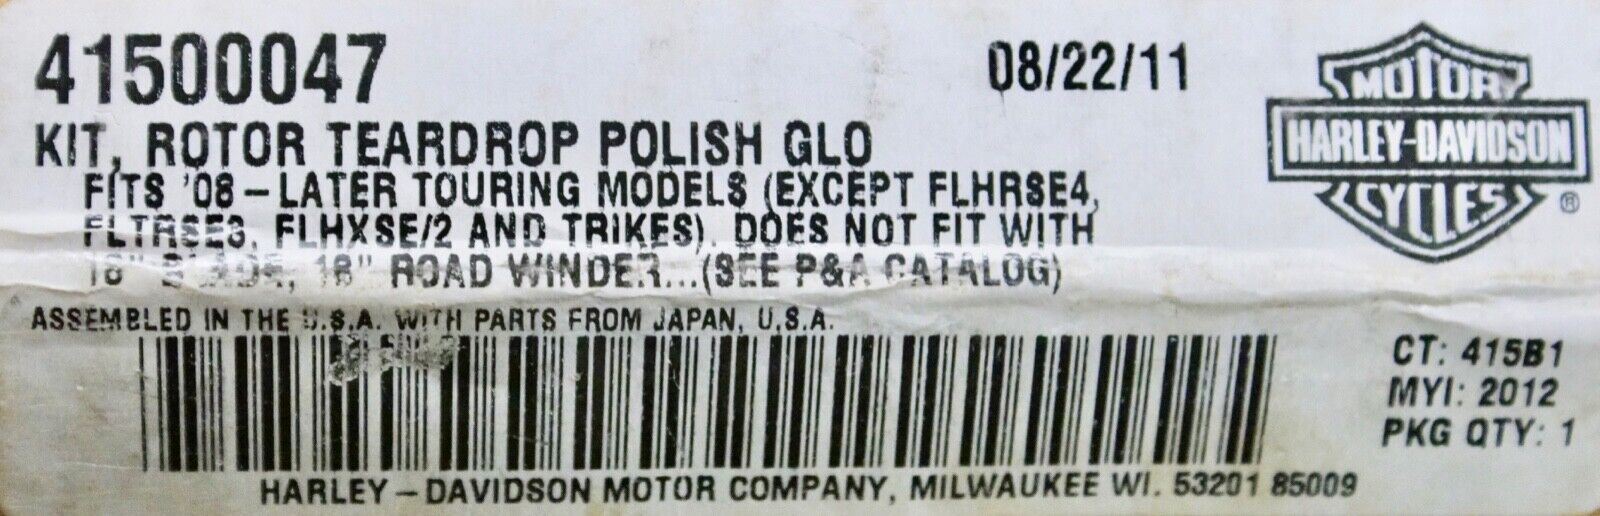 41500047
08/22/11
KIT, ROTOR TEARDROP POLISH GLO
FITS '08-LATER TOURING MODELS (EXCEPT FLHRSE4,
FLTRSE3, FLHXSE/2 AND TRIKES). DOES NOT FIT WITH
18" ROAD WINDER...(SEE P&A CATALOG)
ASSEMBLED IN THE U.S.A. WITH PARTS FROM JAPAN, U.S.A.
MOTOR
HARLEY-DAVIDSON
CYCLES
®
CT: 415B1
MYI: 2012
PKG QTY: 1
HARLEY-DAVIDSON MOTOR COMPANY, MILWAUKEE WI. 53201 85009